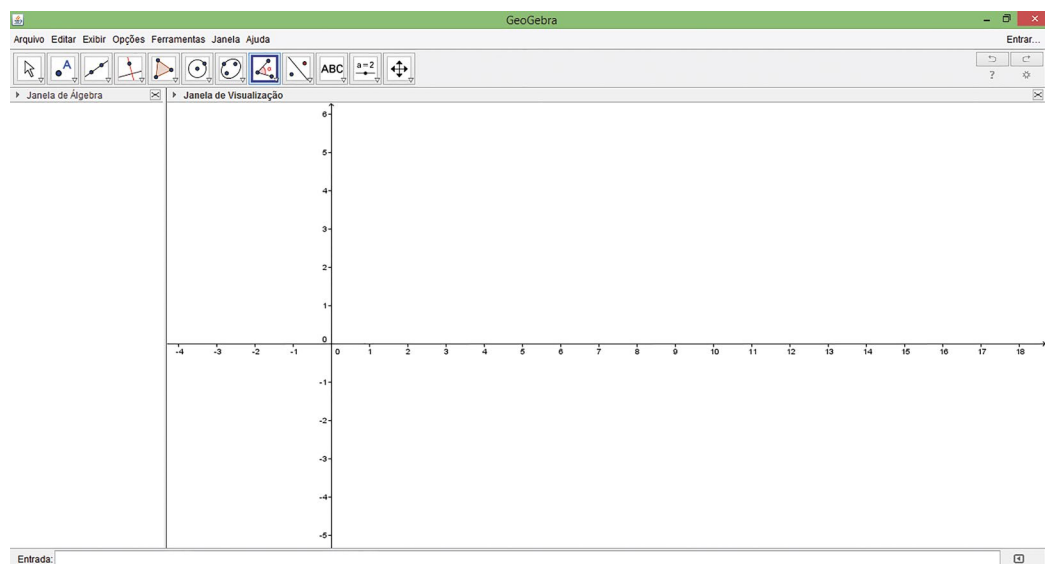 GeoGebra
Arquivo Editar Exibir Opções Ferramentas Janela Ajuda Entrar...
A ABC a=2 ?
Janela de Álgebra Janela de Visualização
6
5
4
3
2
1
0
-4 -3 -2 -1 0 1 2 3 4 5 6 7 8 9 10 11 12 13 14 15 16 17 18
-1
-2
-3
-4
-5
Entrada: